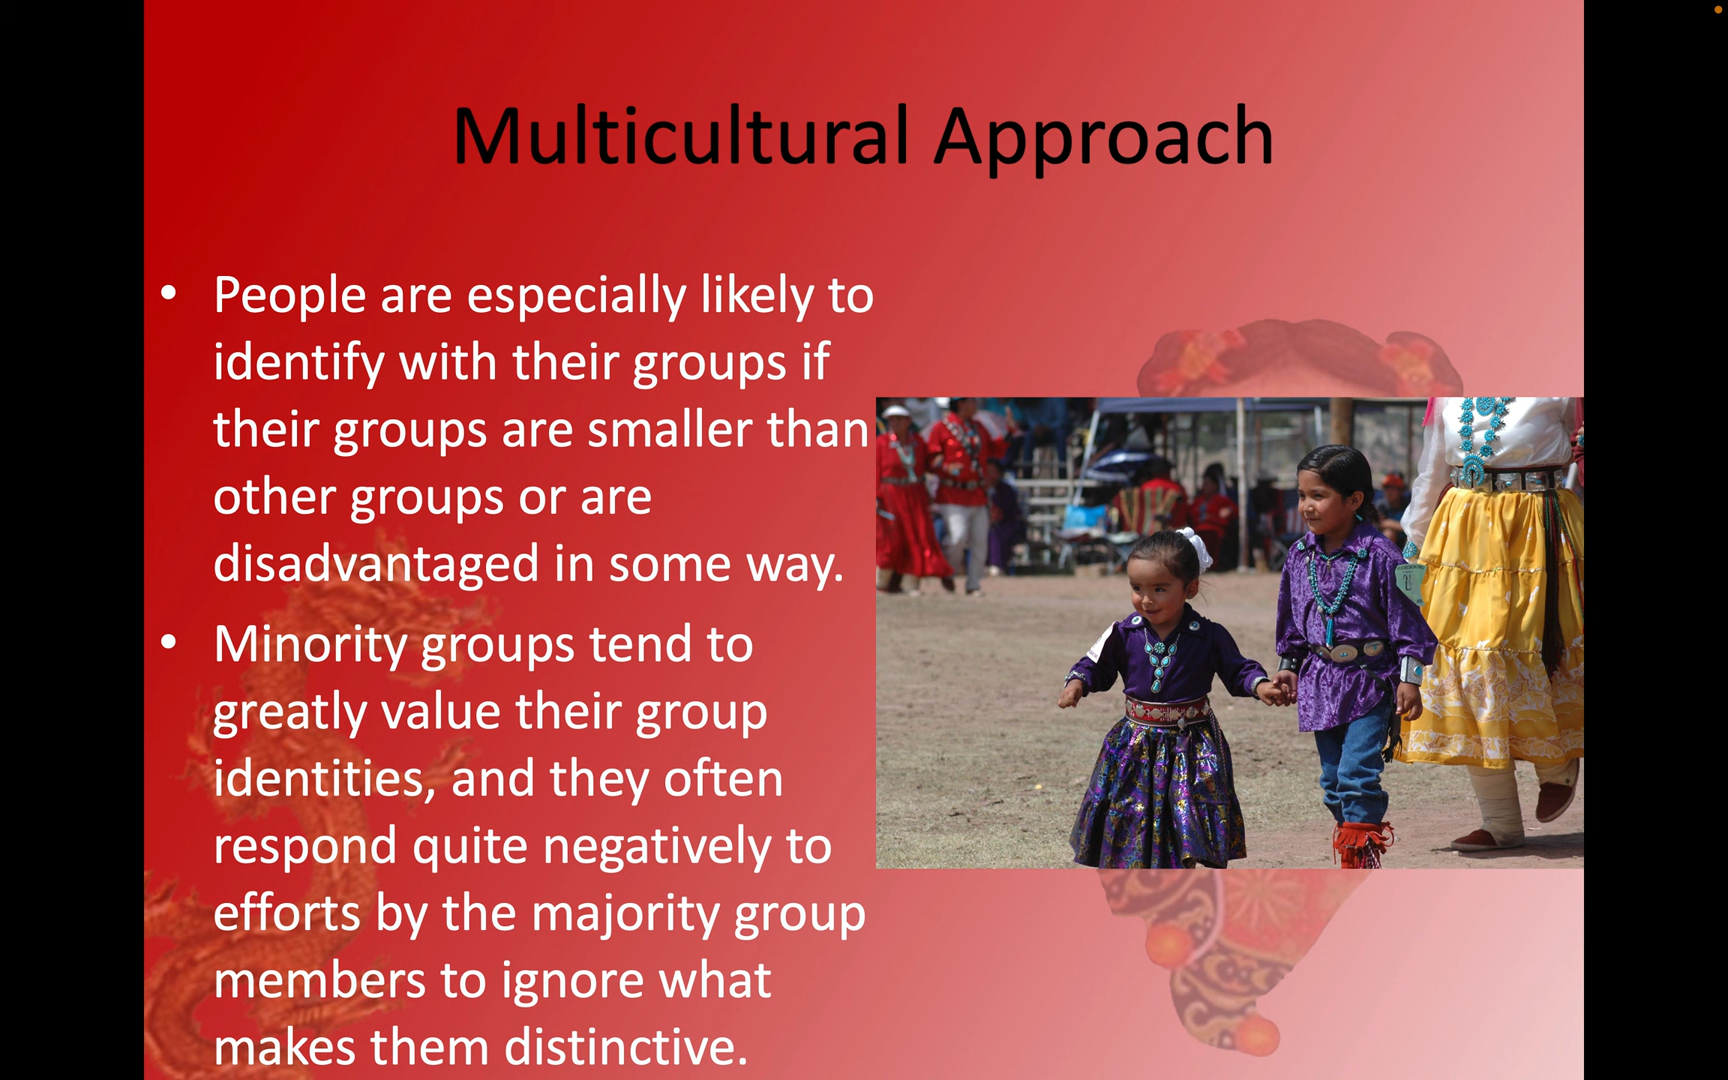 Multicultural Approach
• People are especially likely to
identify with their groups if
their groups are smaller than
other groups or are
disadvantaged in some way.
• Minority groups tend to
greatly value their group
identities, and they often
respond quite negatively to
efforts by the majority group
members to ignore what
makes them distinctive.